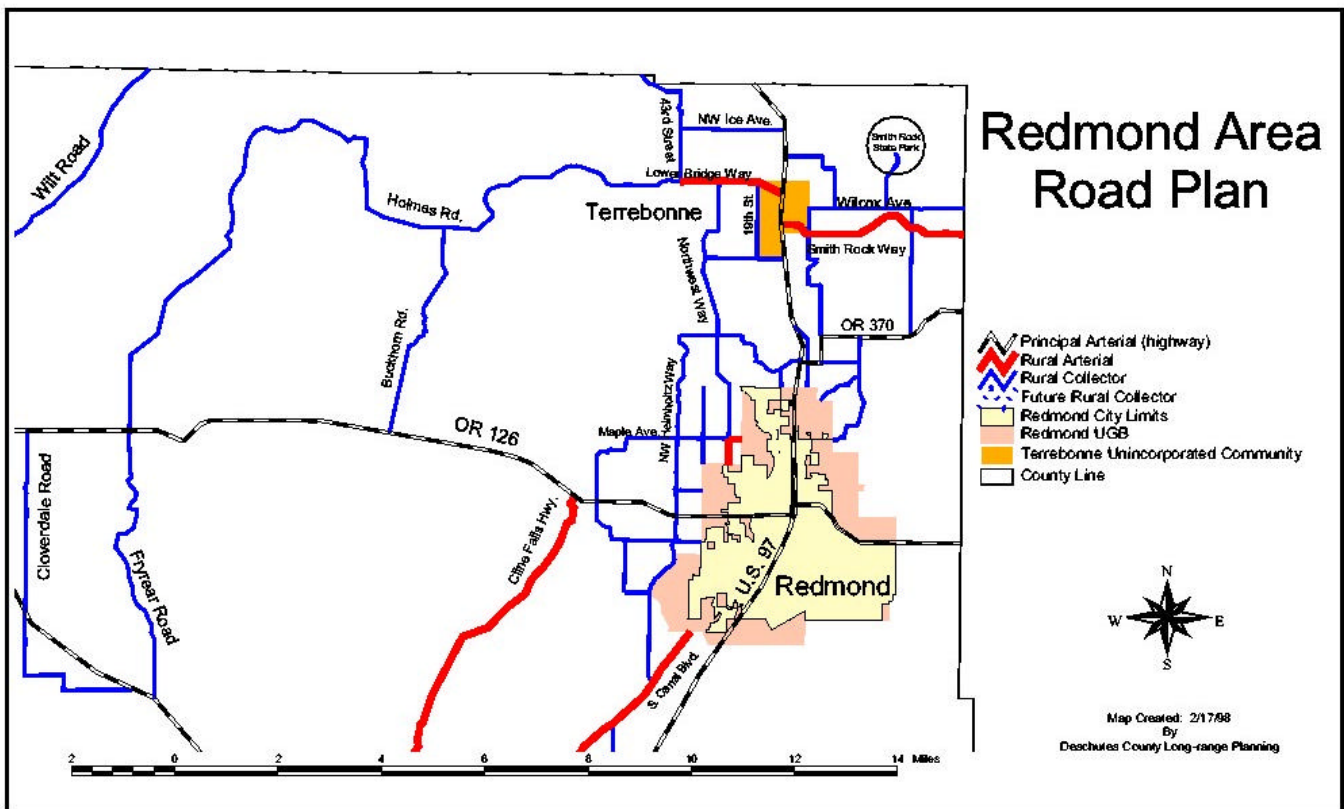 Redmond Area
Road Plan
Wilt Road
43rd Street
NW Ice Ave.
Smith Rock
State Park
Lower Bridge Way
Holmes Rd.
Terrebonne
19th St.
Wilcox Ave.
Smith Rock Way
Northwest Way
Buckhorn Rd.
OR 370
NW Helmholtz Way
Maple Ave.
OR 126
Cloverdale Road
Fryrear Road
Cline Falls Hwy.
U.S. 97
Redmond
S. Canal Blvd.
Principal Arterial (highway)
Rural Arterial
Rural Collector
Future Rural Collector
Redmond City Limits
Redmond UGB
Terrebonne Unincorporated Community
County Line
N
W
E
S
Map Created: 2/17/98
By
Deschutes County Long-range Planning
2 0 2 4 6 8 10 12 14 Miles